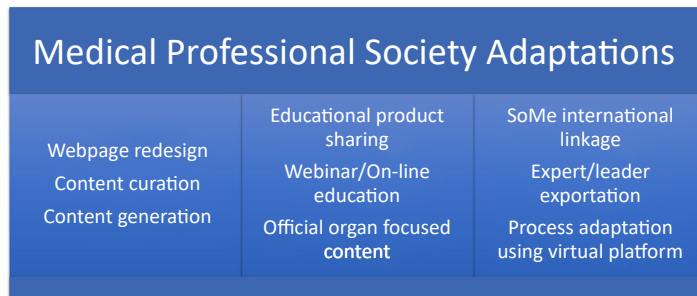 Medical Professional Society Adaptations
Webpage redesign
Content curation
Content generation
Educational product
sharing
Webinar/On-line
education
Official organ focused
content
SoMe international
linkage
Expert/leader
exportation
Process adaptation
using virtual platform